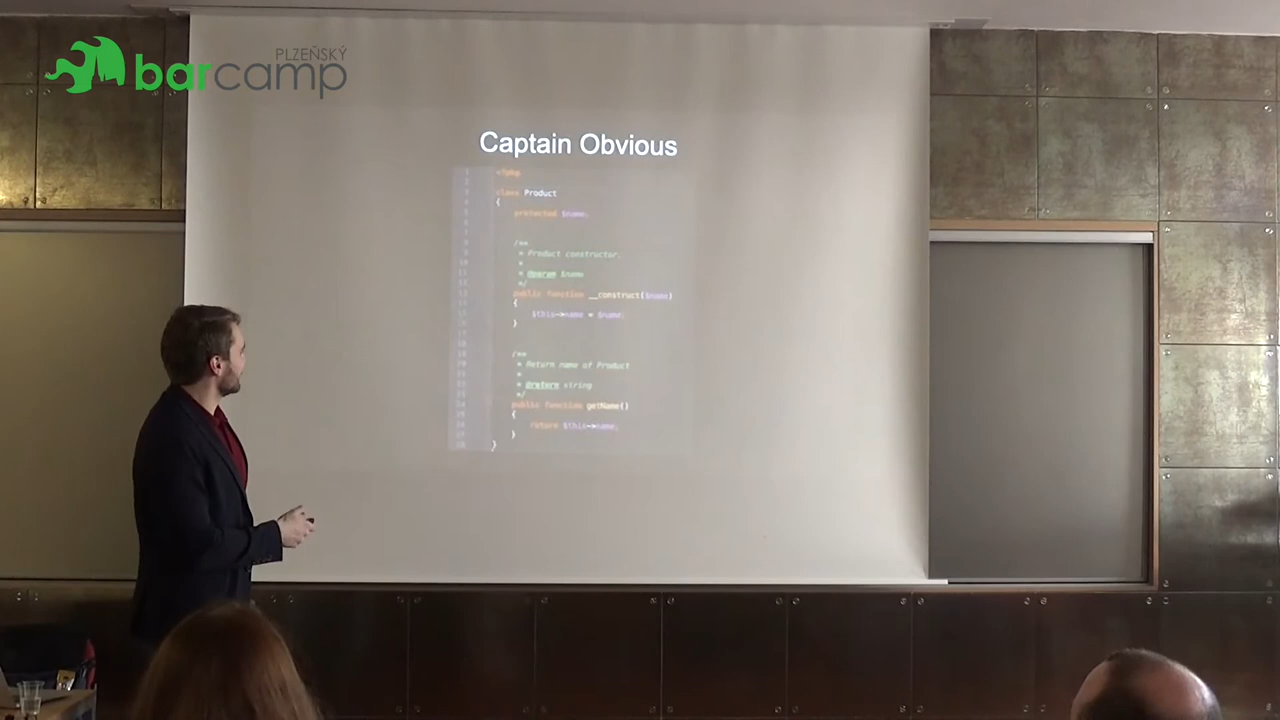 PLZEŇSKÝ
barcamp
Captain Obvious
<?php
class Product
{
protected $name;
/**
* Product constructor.
*
* @param $name
*/
public function __construct($name)
{
$this->name = $name;
}
/**
* Return name of Product
*
* @return string
*/
public function getName()
{
return $this->name;
}
}